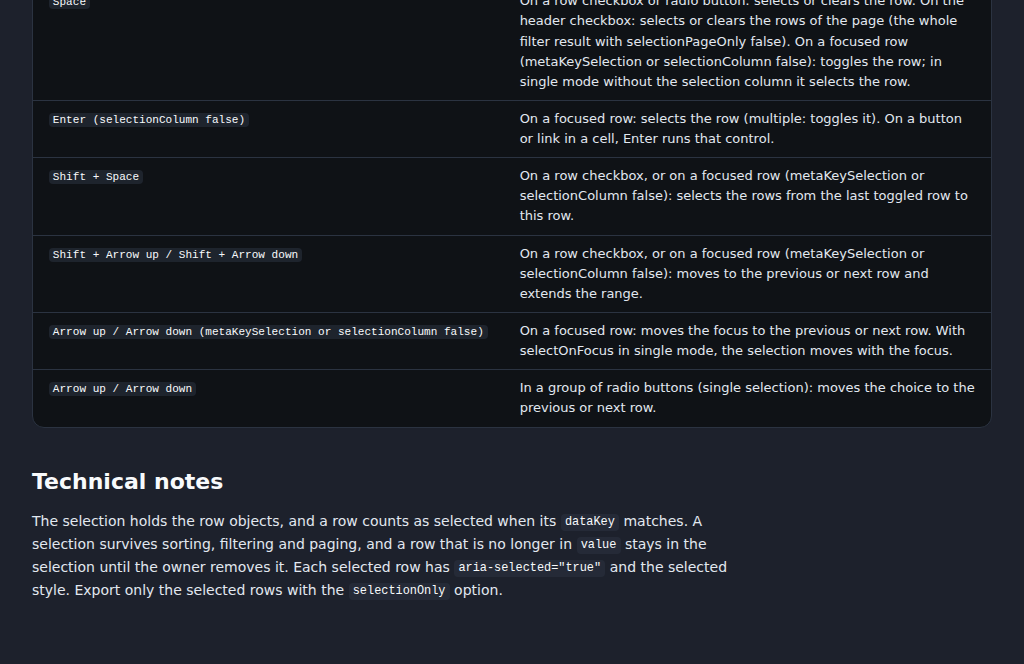 Space
On a row checkbox or radio button: selects or clears the row. On the
header checkbox: selects or clears the rows of the page (the whole
filter result with selectionPageOnly false). On a focused row
(metaKeySelection or selectionColumn false): toggles the row; in
single mode without the selection column it selects the row.
Enter (selectionColumn false)
On a focused row: selects the row (multiple: toggles it). On a button
or link in a cell, Enter runs that control.
Shift + Space
On a row checkbox, or on a focused row (metaKeySelection or
selectionColumn false): selects the rows from the last toggled row to
this row.
Shift + Arrow up / Shift + Arrow down
On a row checkbox, or on a focused row (metaKeySelection or
selectionColumn false): moves to the previous or next row and
extends the range.
Arrow up / Arrow down (metaKeySelection or selectionColumn false)
On a focused row: moves the focus to the previous or next row. With
selectOnFocus in single mode, the selection moves with the focus.
Arrow up / Arrow down
In a group of radio buttons (single selection): moves the choice to the
previous or next row.
Technical notes
The selection holds the row objects, and a row counts as selected when its dataKey matches. A
selection survives sorting, filtering and paging, and a row that is no longer in value stays in the
selection until the owner removes it. Each selected row has aria-selected="true" and the selected
style. Export only the selected rows with the selectionOnly option.